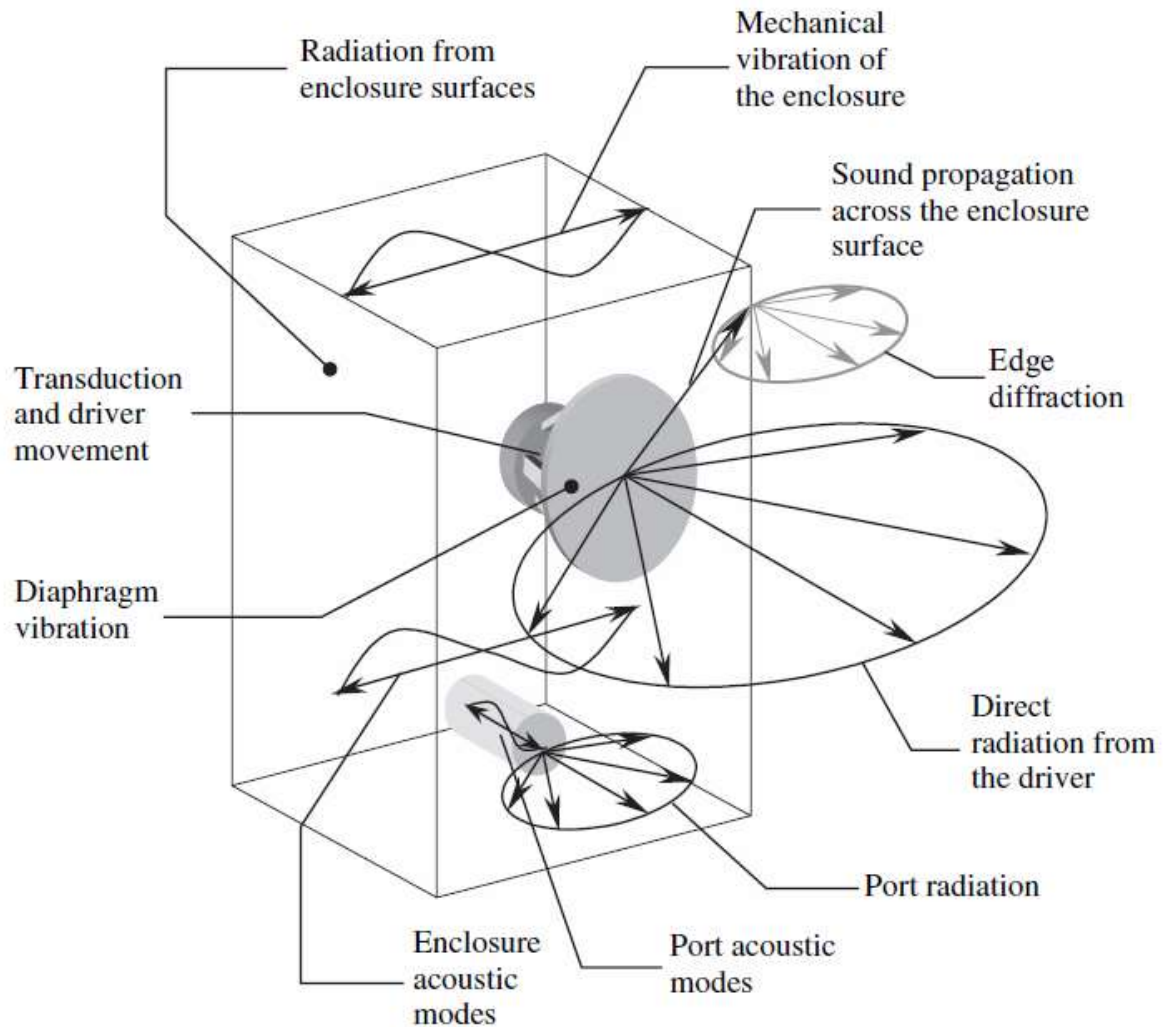 Radiation from
enclosure surfaces
Mechanical
vibration of
the enclosure
Sound propagation
across the enclosure
surface
Transduction
and driver
movement
Edge
diffraction
Diaphragm
vibration
Direct
radiation from
the driver
Port radiation
Enclosure
acoustic
modes
Port acoustic
modes